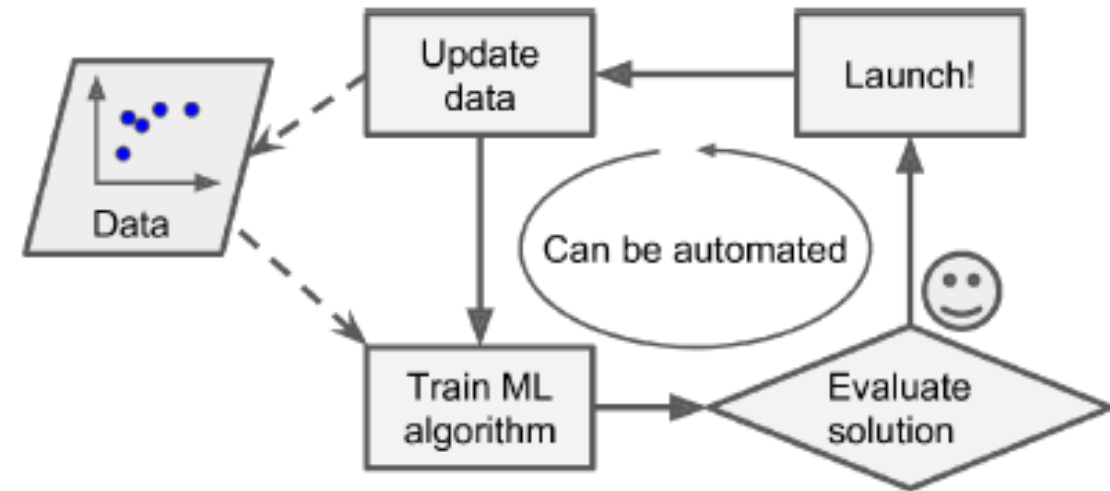 Update
data
Launch!
Data
Can be automated
Train ML
algorithm
Evaluate
solution